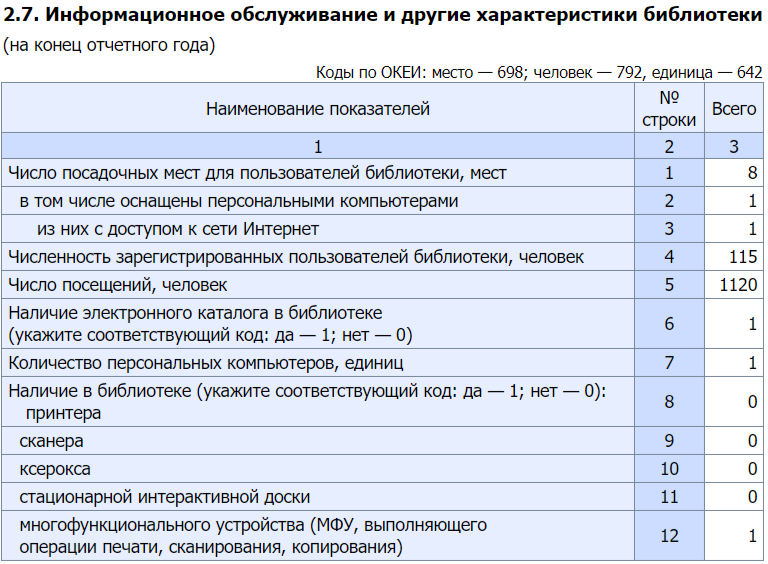 2.7. Информационное обслуживание и другие характеристики библиотеки
(на конец отчетного года)
Коды по ОКЕИ: место — 698; человек — 792, единица — 642
Наименование показателей № строки Всего
1 2 3
Число посадочных мест для пользователей библиотеки, мест 1 8
в том числе оснащены персональными компьютерами 2 1
из них с доступом к сети Интернет 3 1
Численность зарегистрированных пользователей библиотеки, человек 4 115
Число посещений, человек 5 1120
Наличие электронного каталога в библиотеке
(укажите соответствующий код: да — 1; нет — 0) 6 1
Количество персональных компьютеров, единиц 7 1
Наличие в библиотеке (укажите соответствующий код: да — 1; нет — 0):
принтера 8 0
сканера 9 0
ксерокса 10 0
стационарной интерактивной доски 11 0
многофункционального устройства (МФУ, выполняющего
операции печати, сканирования, копирования) 12 1